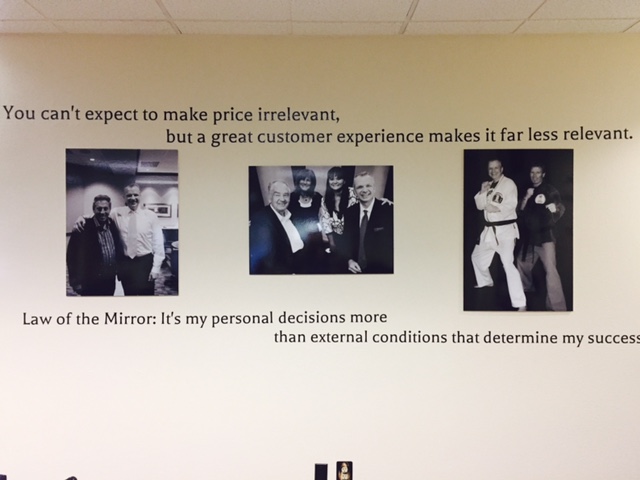 You can't expect to make price irrelevant,
but a great customer experience makes it far less relevant.
Law of the Mirror: It's my personal decisions more
than external conditions that determine my success